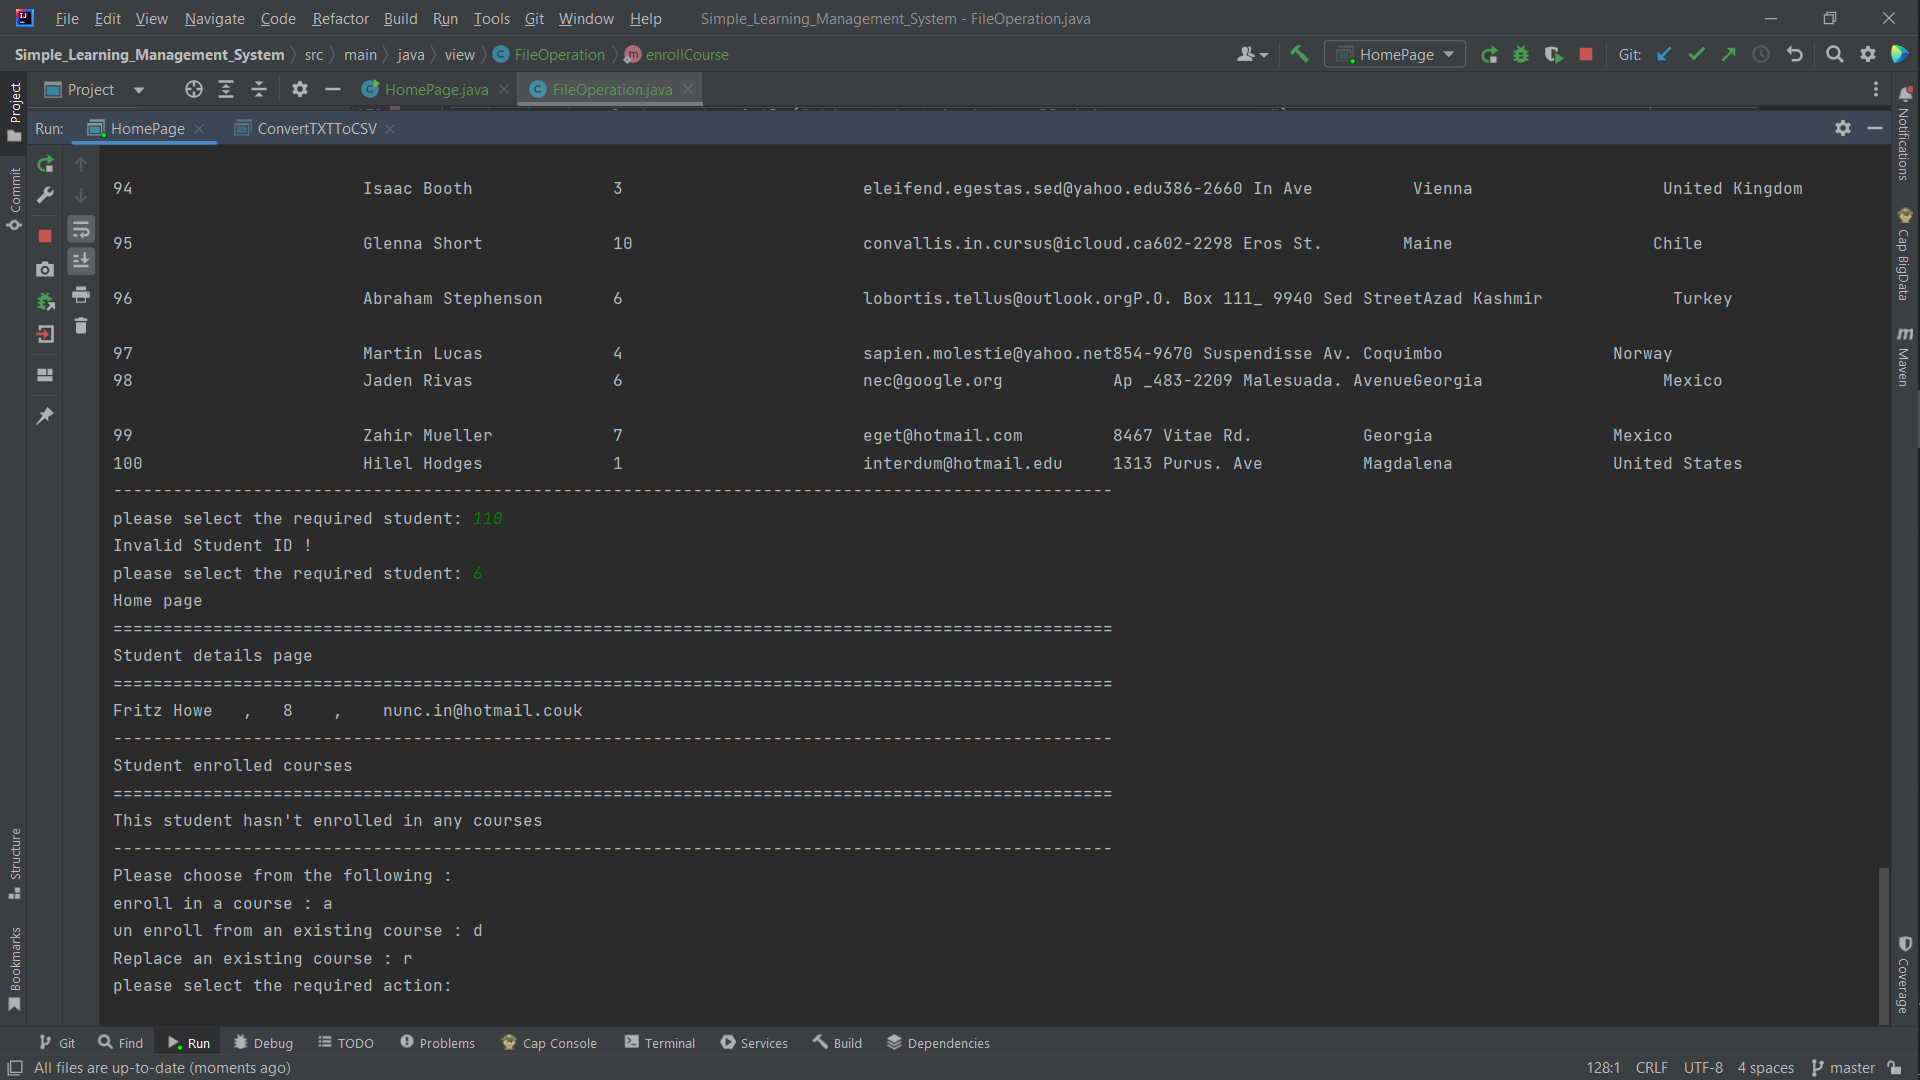 File Edit View Navigate Code Refactor Build Run Tools Git Window Help Simple_Learning_Management_System - FileOperation.java
Simple_Learning_Management_System src main java view FileOperation enrollCourse HomePage Git:
Project HomePage.java FileOperation.java
Run: HomePage ConvertTXTToCSV
94 Isaac Booth 3 eleifend.egestas.sed@yahoo.edu386-2660 In Ave Vienna United Kingdom
95 Glenna Short 10 convallis.in.cursus@icloud.ca602-2298 Eros St. Maine Chile
96 Abraham Stephenson 6 lobortis.tellus@outlook.orgP.O. Box 111_ 9940 Sed StreetAzad Kashmir Turkey
97 Martin Lucas 4 sapien.molestie@yahoo.net854-9670 Suspendisse Av. Coquimbo Norway
98 Jaden Rivas 6 nec@google.org Ap _483-2209 Malesuada. AvenueGeorgia Mexico
99 Zahir Mueller 7 eget@hotmail.com 8467 Vitae Rd. Georgia Mexico
100 Hilel Hodges 1 interdum@hotmail.edu 1313 Purus. Ave Magdalena United States
----------------------------------------------------------------------------------------------------
please select the required student: 110
Invalid Student ID !
please select the required student: 6
Home page
====================================================================================================
Student details page
====================================================================================================
Fritz Howe , 8 , nunc.in@hotmail.couk
----------------------------------------------------------------------------------------------------
Student enrolled courses
====================================================================================================
This student hasn't enrolled in any courses
----------------------------------------------------------------------------------------------------
Please choose from the following :
enroll in a course : a
un enroll from an existing course : d
Replace an existing course : r
please select the required action:
Project
Commit
Structure
Bookmarks
Notifications
Cap BigData
Maven
Coverage
Git Find Run Debug TODO Problems Cap Console Terminal Services Build Dependencies
All files are up-to-date (moments ago) 128:1 CRLF UTF-8 4 spaces master